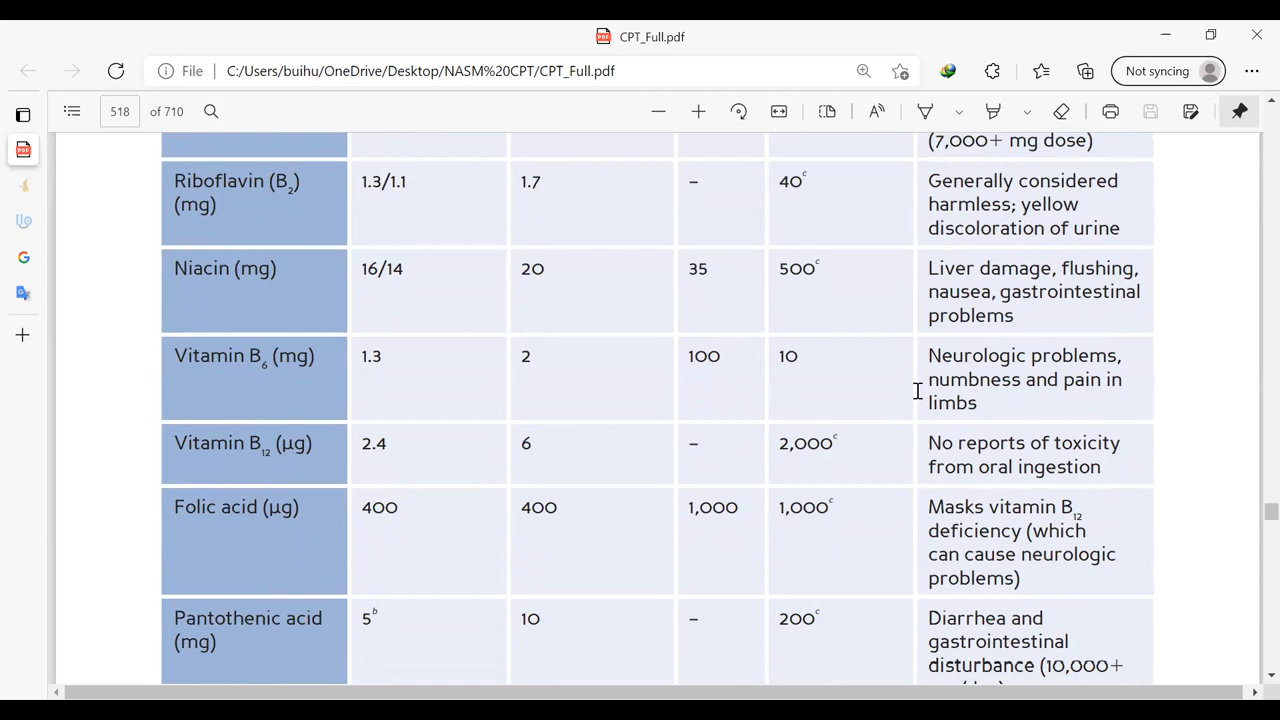 CPT_Full.pdf
File C:/Users/buihu/OneDrive/Desktop/NASM%20CPT/CPT_Full.pdf Not syncing
518 of 710
(7,000+ mg dose)
Riboflavin (B₂) 1.3/1.1 1.7 – 40ᶜ Generally considered
(mg) harmless; yellow
discoloration of urine
Niacin (mg) 16/14 20 35 500ᶜ Liver damage, flushing,
nausea, gastrointestinal
problems
Vitamin B₆ (mg) 1.3 2 100 10 Neurologic problems,
numbness and pain in
limbs
Vitamin B₁₂ (µg) 2.4 6 – 2,000ᶜ No reports of toxicity
from oral ingestion
Folic acid (µg) 400 400 1,000 1,000ᶜ Masks vitamin B₁₂
deficiency (which
can cause neurologic
problems)
Pantothenic acid 5ᵇ 10 – 200ᶜ Diarrhea and
(mg) gastrointestinal
disturbance (10,000+